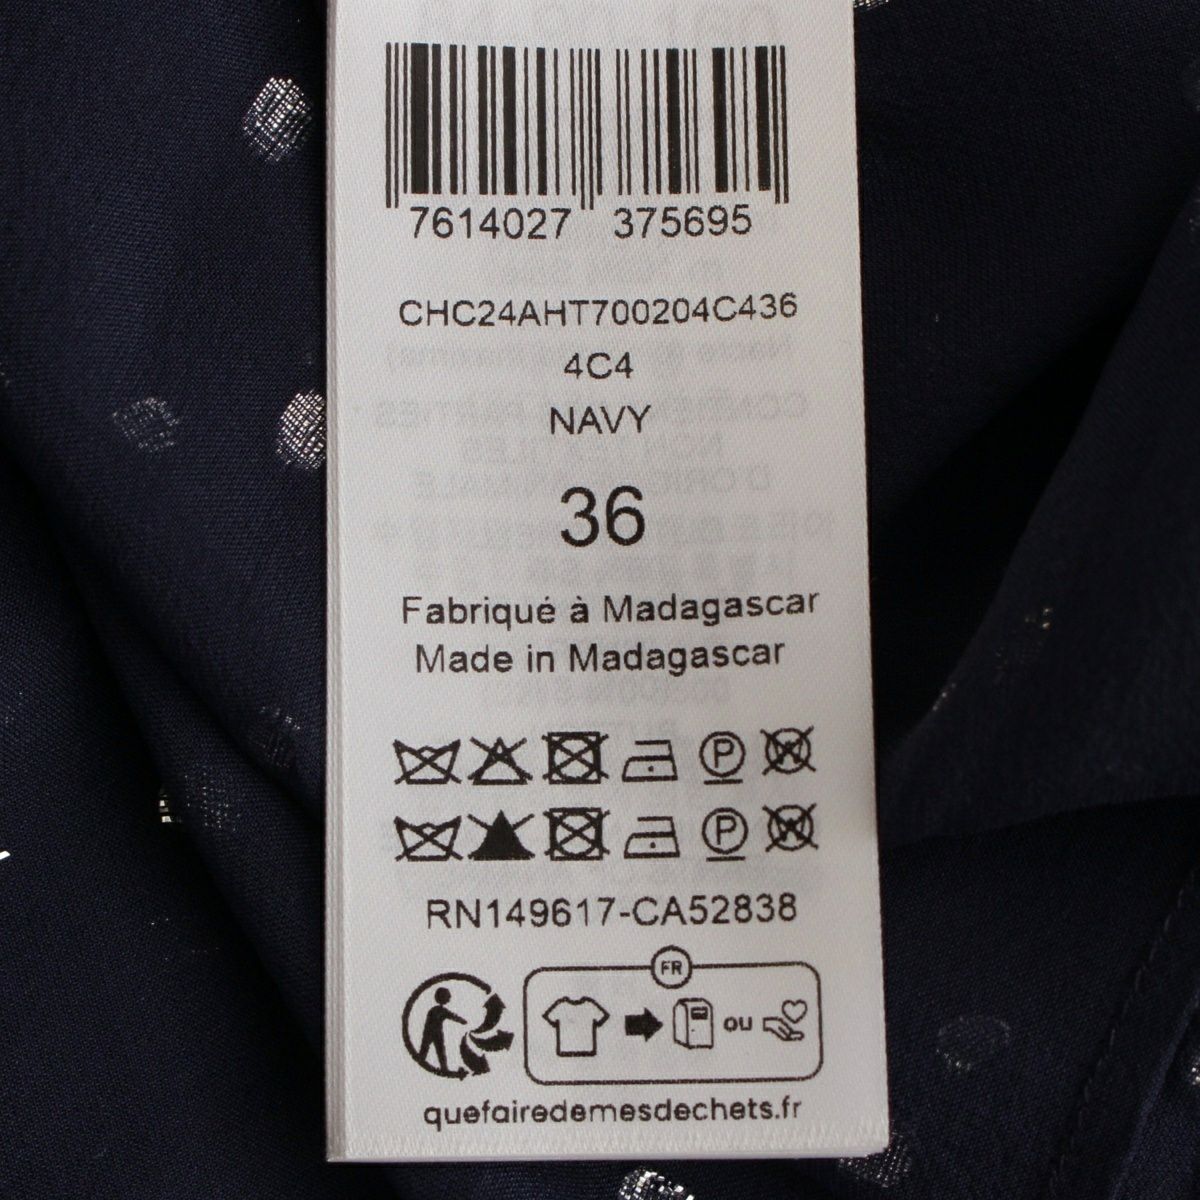 7614027 375695
CHC24AHT700204C436
4C4
NAVY
36
Fabriqué à Madagascar
Made in Madagascar
P W
P W
RN149617-CA52838
FR
ou
quefairedemesdechets.fr